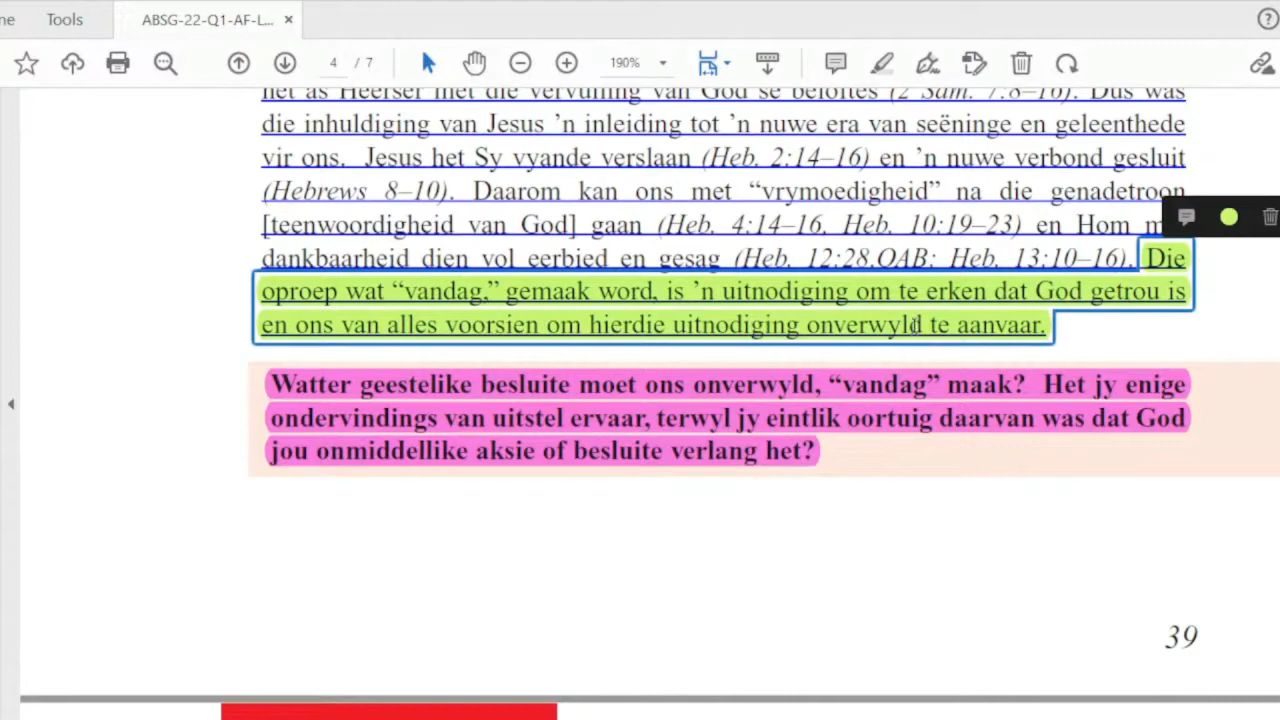 ne Tools ABSG-22-Q1-AF-L... ×
4 / 7 190%
het as Heerser met die vervulling van God se beloftes (2 Sam. 7:8–16). Dus was
die inhuldiging van Jesus ’n inleiding tot ’n nuwe era van seëninge en geleenthede
vir ons. Jesus het Sy vyande verslaan (Heb. 2:14–16) en ’n nuwe verbond gesluit
(Hebrews 8–10). Daarom kan ons met “vrymoedigheid” na die genadetroon
[teenwoordigheid van God] gaan (Heb. 4:14–16, Heb. 10:19–23) en Hom m
dankbaarheid dien vol eerbied en gesag (Heb. 12:28,OAB; Heb. 13:10–16). Die
oproep wat “vandag,” gemaak word, is ’n uitnodiging om te erken dat God getrou is
en ons van alles voorsien om hierdie uitnodiging onverwyld te aanvaar.
Watter geestelike besluite moet ons onverwyld, “vandag” maak? Het jy enige
ondervindings van uitstel ervaar, terwyl jy eintlik oortuig daarvan was dat God
jou onmiddellike aksie of besluite verlang het?
39